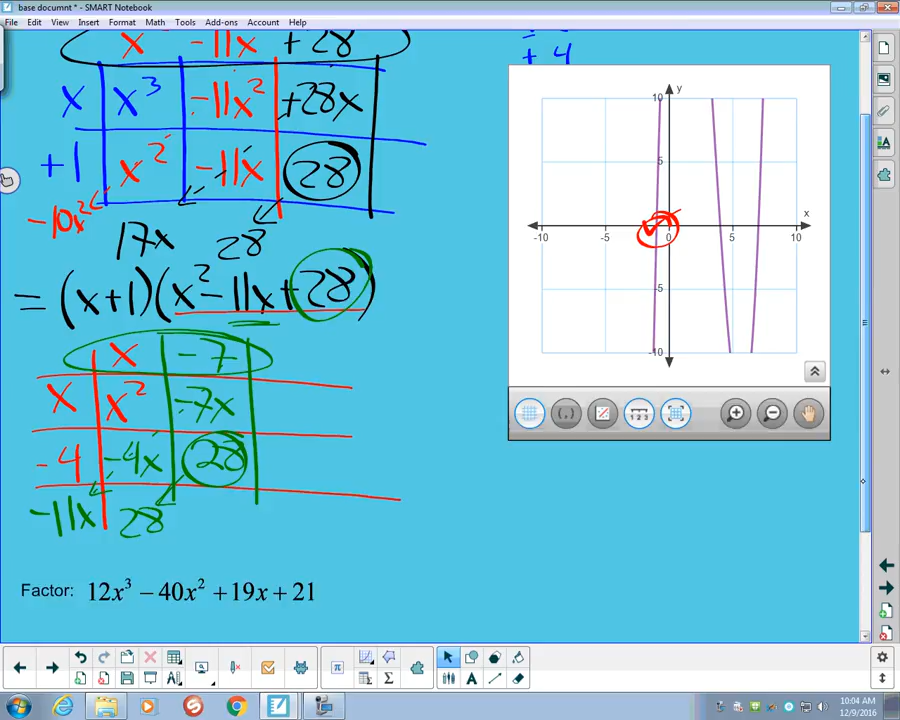 base documnt * - SMART Notebook
File Edit View Insert Format Math Tools Add-ons Account Help
x -11x +28
+ 4
x x³ -11x² +28x
+1 x² -11x 28
-10x²
17x 28
= (x+1)(x²-11x+28)
x -7
x x² -7x
-4 -4x 28
-11x 28
y
10
5
x
-10 -5 0 5 10
-5
-10
( , )
1 2 3
Factor: 12x³ − 40x² + 19x + 21
10:04 AM
12/9/2016